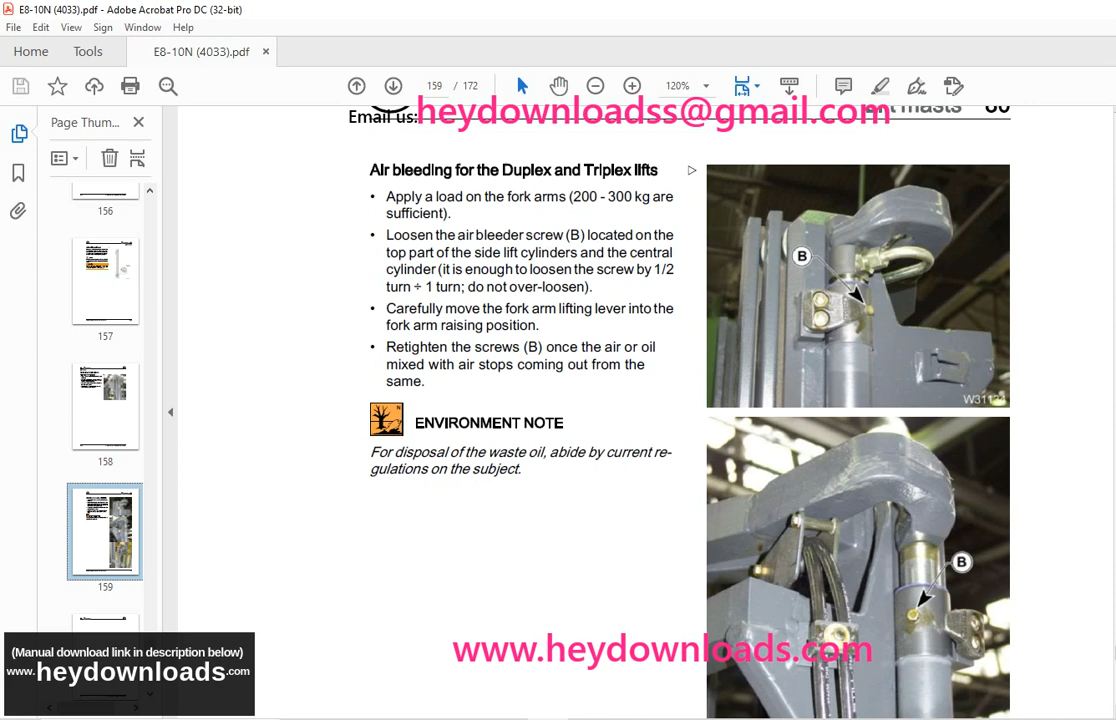 E8-10N (4033).pdf - Adobe Acrobat Pro DC (32-bit)
File Edit View Sign Window Help
Home Tools E8-10N (4033).pdf ×
159 / 172 120%
Page Thum...
Email us: heydownloadss@gmail.com
156
157
158
159
Air bleeding for the Duplex and Triplex lifts
• Apply a load on the fork arms (200 - 300 kg are
sufficient).
• Loosen the air bleeder screw (B) located on the
top part of the side lift cylinders and the central
cylinder (it is enough to loosen the screw by 1/2
turn ÷ 1 turn; do not over-loosen).
• Carefully move the fork arm lifting lever into the
fork arm raising position.
• Retighten the screws (B) once the air or oil
mixed with air stops coming out from the
same.
N
ENVIRONMENT NOTE
For disposal of the waste oil, abide by current re-
gulations on the subject.
B
B
www.heydownloads.com
(Manual download link in description below)
www.heydownloads.com